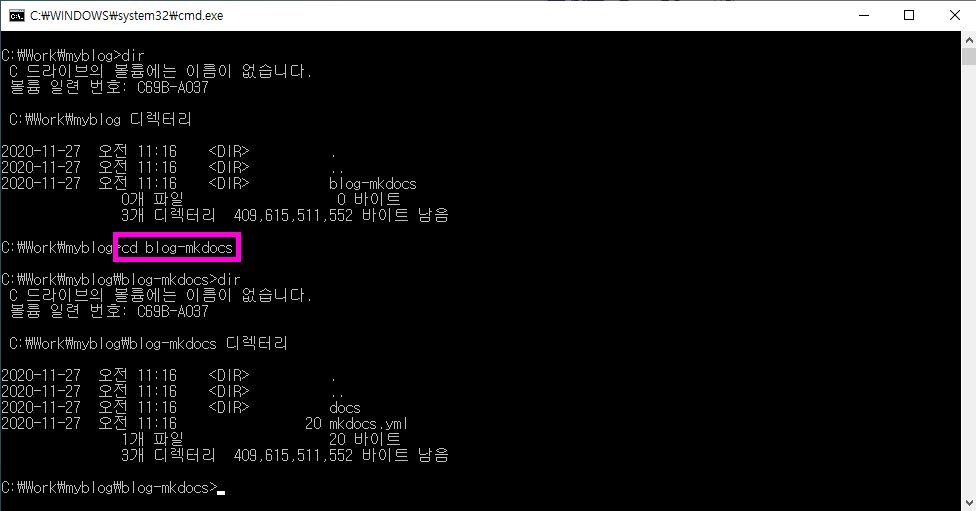 C:₩WINDOWS₩system32₩cmd.exe
C:₩Work₩myblog>dir
 C 드라이브의 볼륨에는 이름이 없습니다.
 볼륨 일련 번호: C69B-A037
 C:₩Work₩myblog 디렉터리
2020-11-27  오전 11:16    <DIR>          .
2020-11-27  오전 11:16    <DIR>          ..
2020-11-27  오전 11:16    <DIR>          blog-mkdocs
               0개 파일                   0 바이트
               3개 디렉터리  409,615,511,552 바이트 남음
C:₩Work₩myblog>cd blog-mkdocs
C:₩Work₩myblog₩blog-mkdocs>dir
 C 드라이브의 볼륨에는 이름이 없습니다.
 볼륨 일련 번호: C69B-A037
 C:₩Work₩myblog₩blog-mkdocs 디렉터리
2020-11-27  오전 11:16    <DIR>          .
2020-11-27  오전 11:16    <DIR>          ..
2020-11-27  오전 11:16    <DIR>          docs
2020-11-27  오전 11:16                20 mkdocs.yml
               1개 파일                  20 바이트
               3개 디렉터리  409,615,511,552 바이트 남음
C:₩Work₩myblog₩blog-mkdocs>